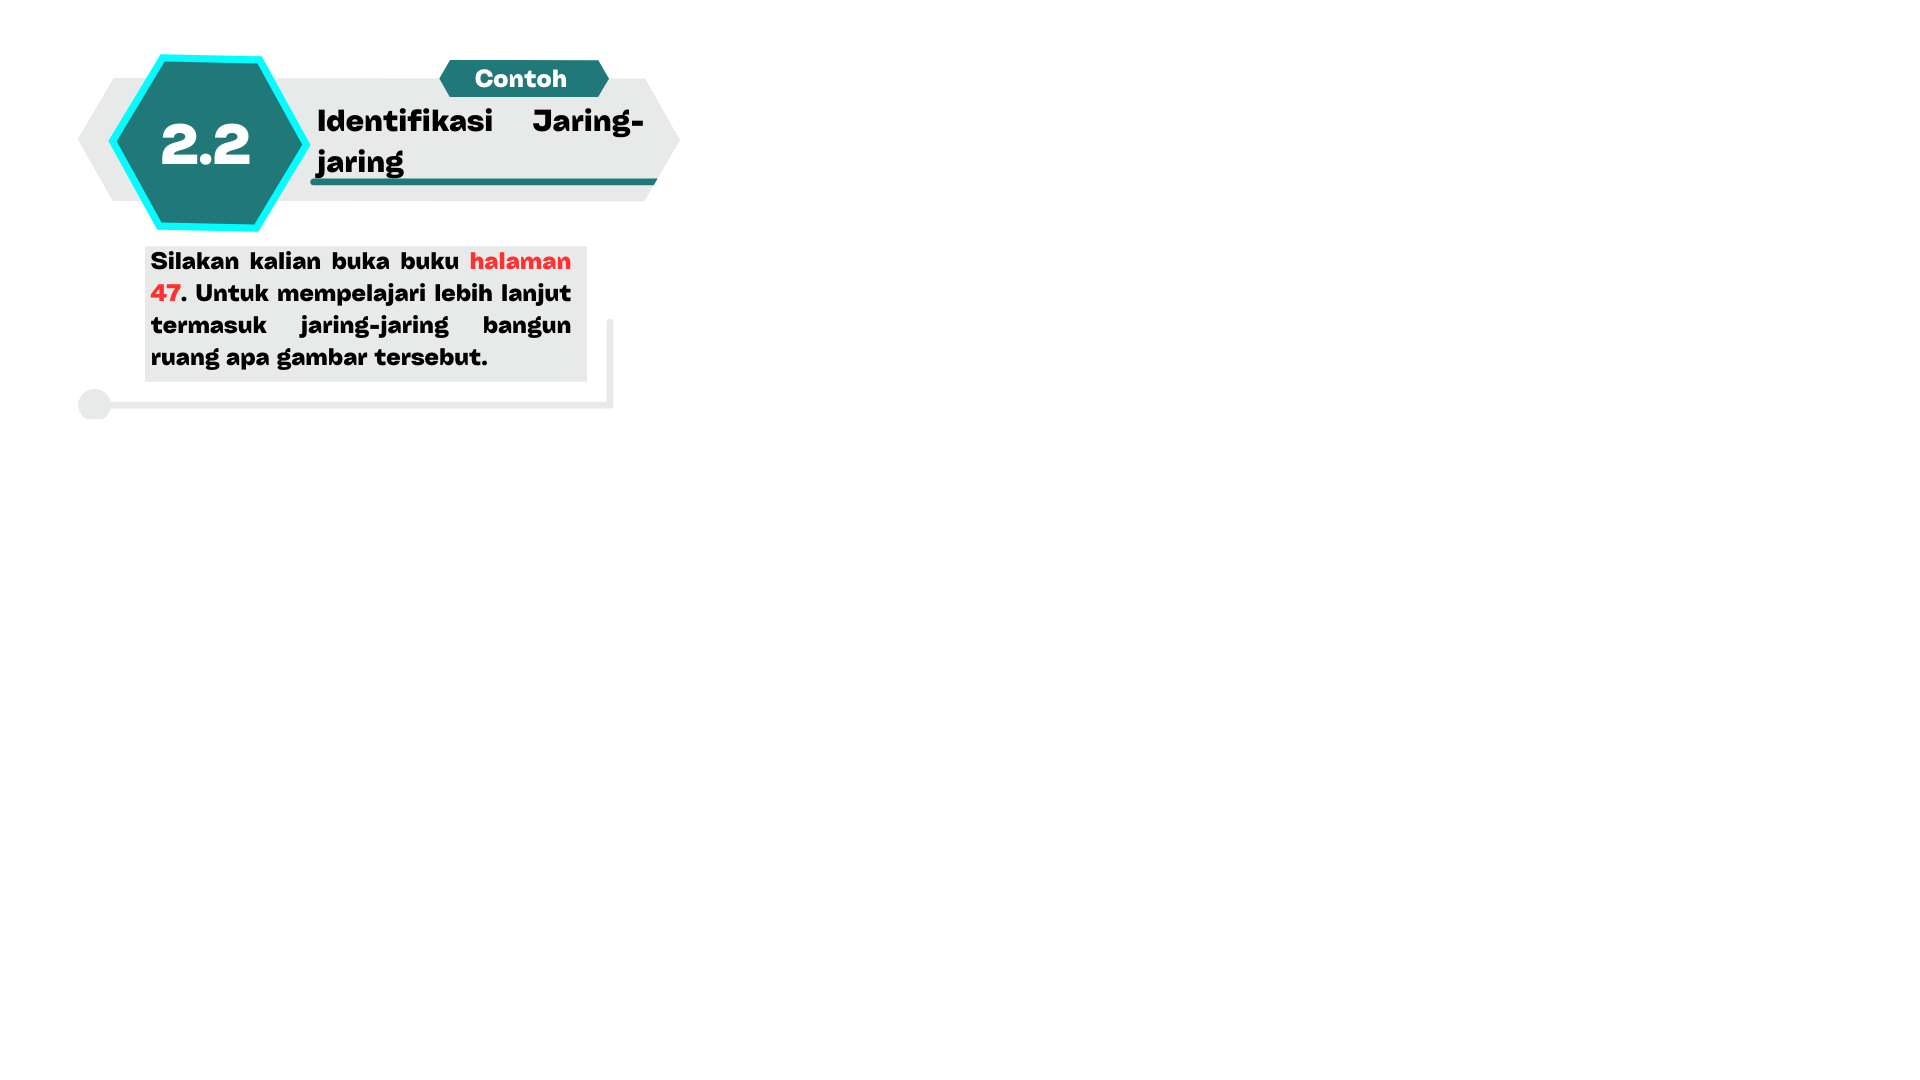 Contoh
2.2
Identifikasi Jaring-
jaring
Silakan kalian buka buku halaman
47. Untuk mempelajari lebih lanjut
termasuk jaring-jaring bangun
ruang apa gambar tersebut.